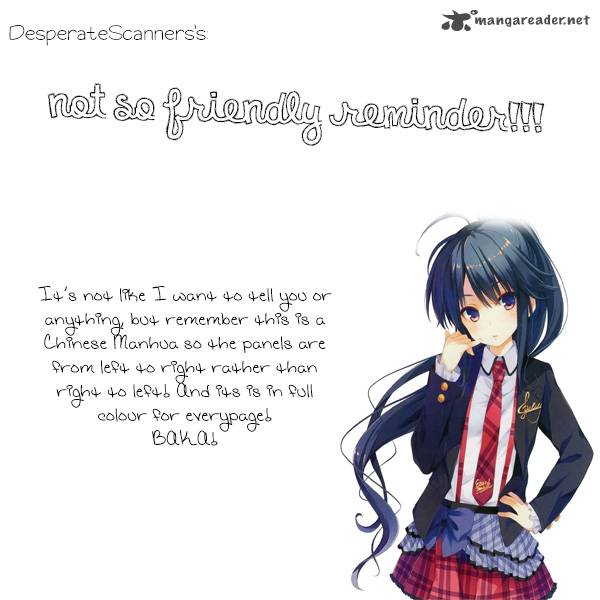 mangareader.net
DesperateScanners's:
not so friendly reminder!!!
It's not like I want to tell you or
anything, but remember this is a
Chinese Manhua so the panels are
from left to right rather than
right to left! And its is in full
colour for everypage!
BAKA!